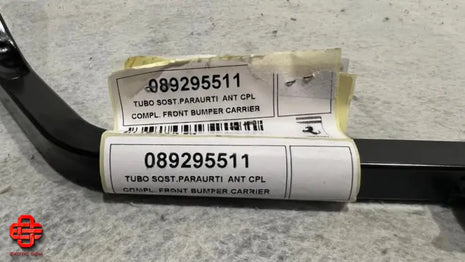 089295511
TUBO SOST.PARAURTI ANT CPL
COMPL. FRONT BUMPER CARRIER
089295511
TUBO SOST.PARAURTI ANT CPL
COMPL. FRONT BUMPER CARRIER